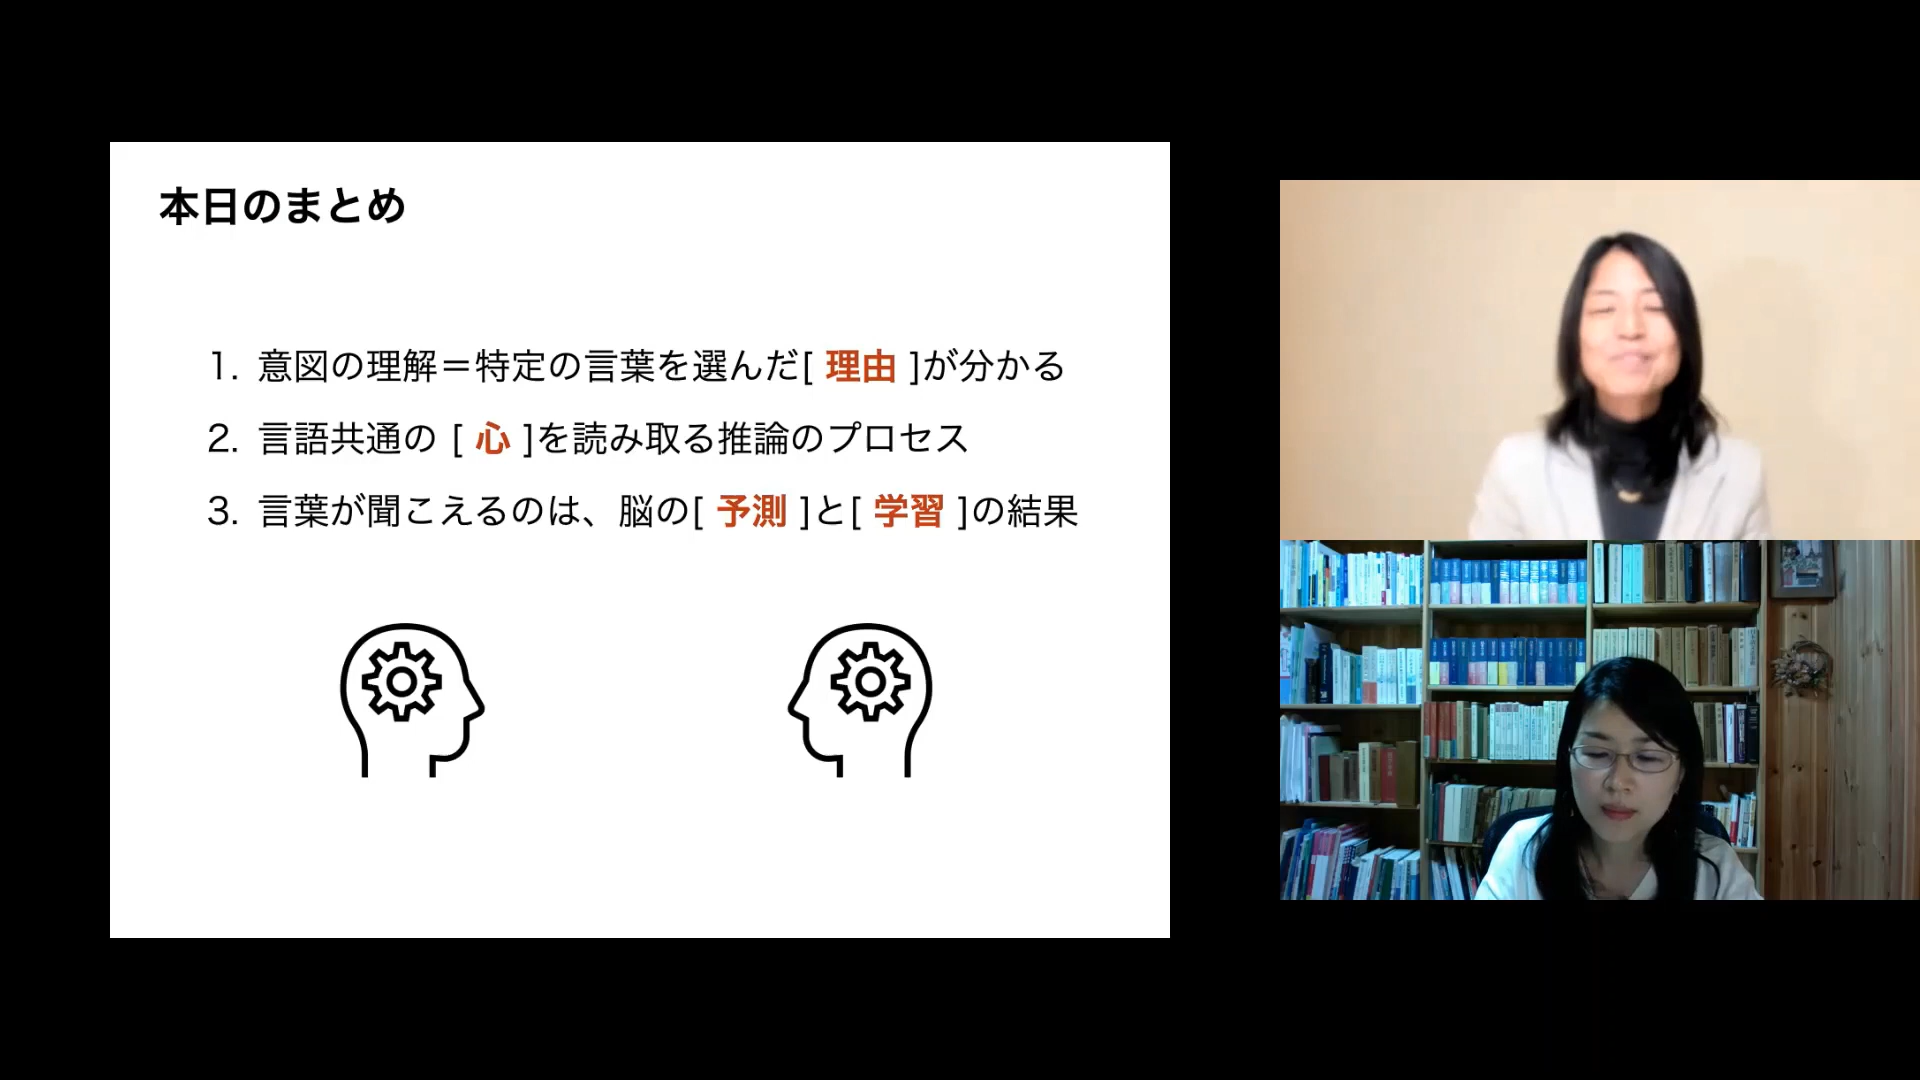 本日のまとめ
1. 意図の理解＝特定の言葉を選んだ[ 理由 ]が分かる
2. 言語共通の [ 心 ]を読み取る推論のプロセス
3. 言葉が聞こえるのは、脳の[ 予測 ]と[ 学習 ]の結果